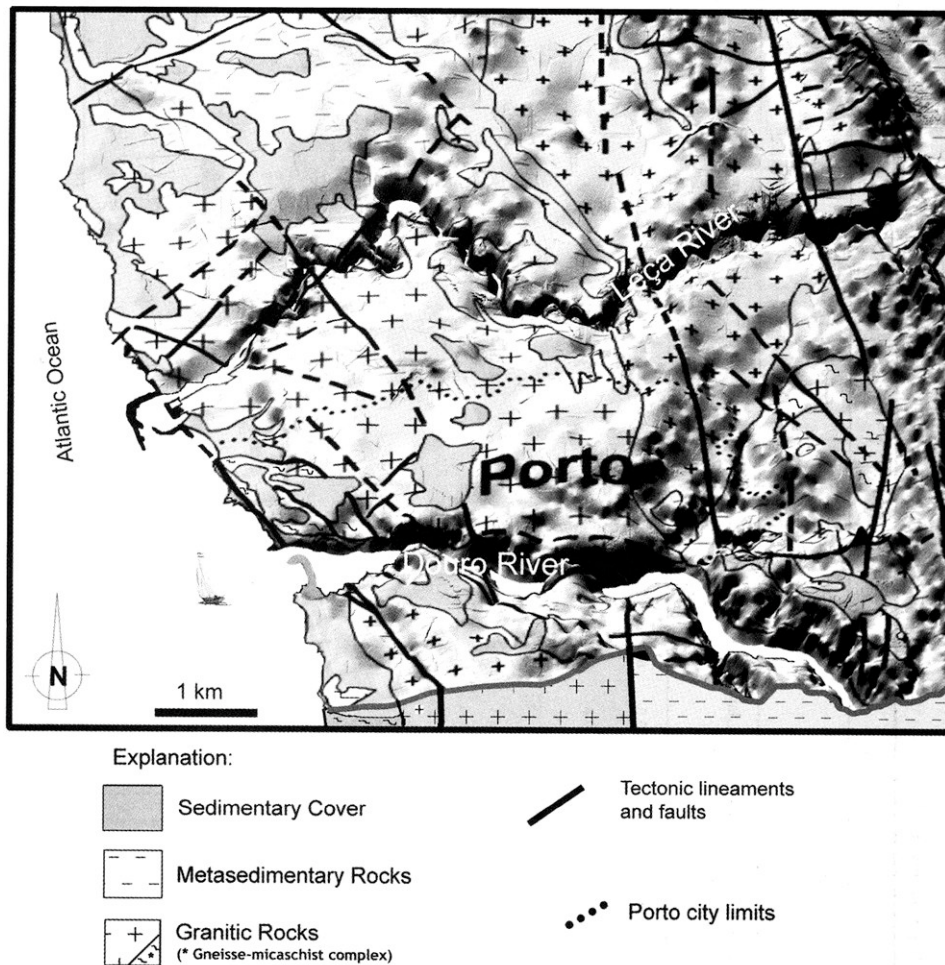 Atlantic Ocean
Leça River
Porto
Douro River
N
1 km
Explanation:
Sedimentary Cover
Metasedimentary Rocks
Granitic Rocks
(* Gneisse-micaschist complex)
Tectonic lineaments
and faults
Porto city limits